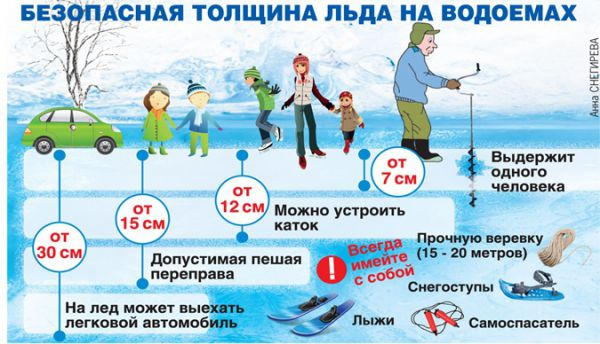 БЕЗОПАСНАЯ ТОЛЩИНА ЛЬДА НА ВОДОЕМАХ
Анна СНЕГИРЕВА
от
7 см
Выдержит
одного
человека
от
12 см
Можно устроить
каток
от
15 см
Допустимая пешая
переправа
от
30 см
На лед может выехать
легковой автомобиль
!
Всегда
имейте
с собой
Прочную веревку
(15 - 20 метров)
Снегоступы
Лыжи
Самоспасатель